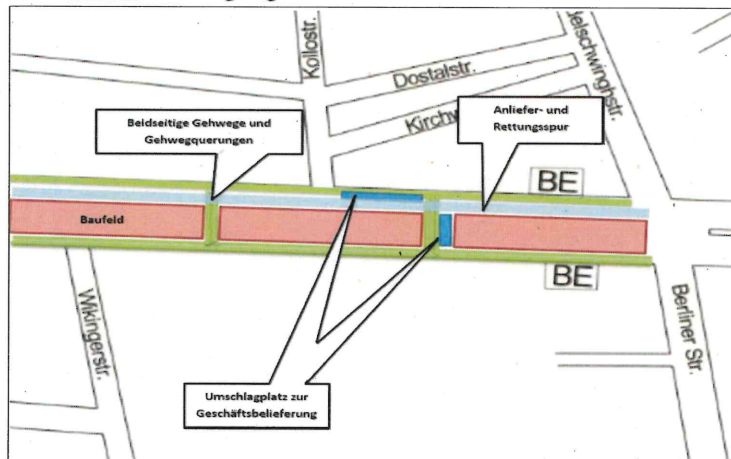 Kollostr.
Dostalstr.
elschwinghstr.
Kirchw
Beidseitige Gehwege und
Gehwegquerungen
Anliefer- und
Rettungsspur
BE
Baufeld
BE
Wikingerstr.
Berliner Str.
Umschlagplatz zur
Geschäftsbelieferung